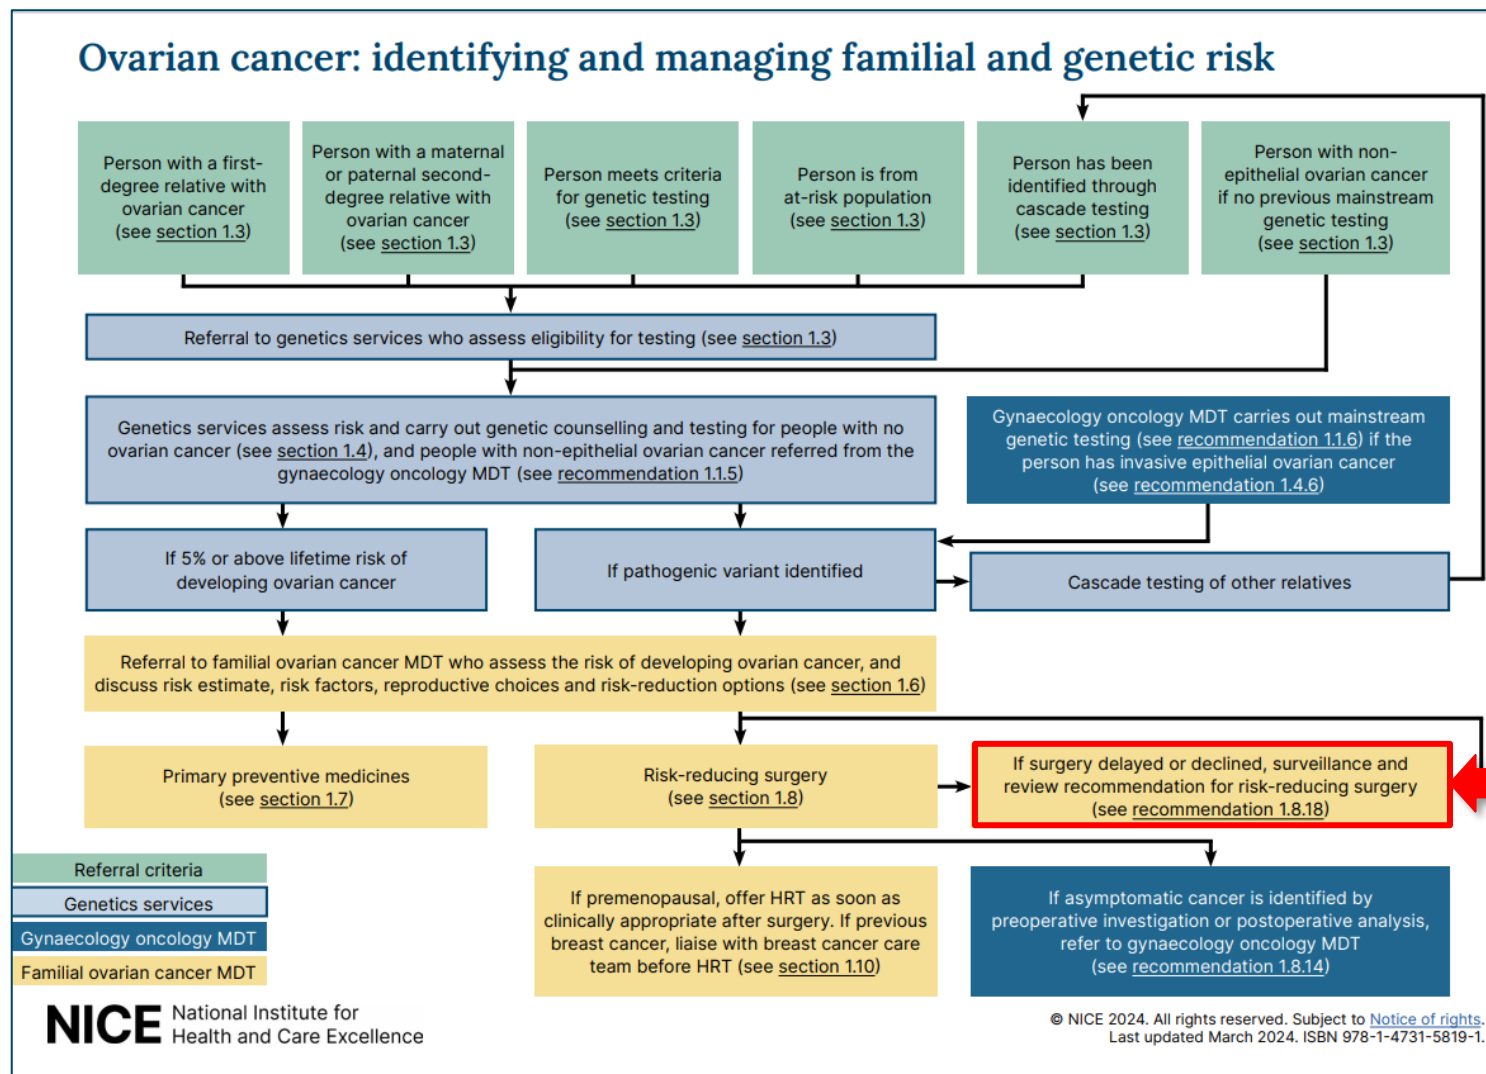 Ovarian cancer: identifying and managing familial and genetic risk
Person with a first-
degree relative with
ovarian cancer
(see section 1.3)
Person with a maternal
or paternal second-
degree relative with
ovarian cancer
(see section 1.3)
Person meets criteria
for genetic testing
(see section 1.3)
Person is from
at-risk population
(see section 1.3)
Person has been
identified through
cascade testing
(see section 1.3)
Person with non-
epithelial ovarian cancer
if no previous mainstream
genetic testing
(see section 1.3)
Referral to genetics services who assess eligibility for testing (see section 1.3)
Genetics services assess risk and carry out genetic counselling and testing for people with no
ovarian cancer (see section 1.4), and people with non-epithelial ovarian cancer referred from the
gynaecology oncology MDT (see recommendation 1.1.5)
Gynaecology oncology MDT carries out mainstream
genetic testing (see recommendation 1.1.6) if the
person has invasive epithelial ovarian cancer
(see recommendation 1.4.6)
If 5% or above lifetime risk of
developing ovarian cancer
If pathogenic variant identified
Cascade testing of other relatives
Referral to familial ovarian cancer MDT who assess the risk of developing ovarian cancer, and
discuss risk estimate, risk factors, reproductive choices and risk-reduction options (see section 1.6)
Primary preventive medicines
(see section 1.7)
Risk-reducing surgery
(see section 1.8)
If surgery delayed or declined, surveillance and
review recommendation for risk-reducing surgery
(see recommendation 1.8.18)
Referral criteria
Genetics services
Gynaecology oncology MDT
Familial ovarian cancer MDT
If premenopausal, offer HRT as soon as
clinically appropriate after surgery. If previous
breast cancer, liaise with breast cancer care
team before HRT (see section 1.10)
If asymptomatic cancer is identified by
preoperative investigation or postoperative analysis,
refer to gynaecology oncology MDT
(see recommendation 1.8.14)
NICE National Institute for
Health and Care Excellence
© NICE 2024. All rights reserved. Subject to Notice of rights.
Last updated March 2024. ISBN 978-1-4731-5819-1.